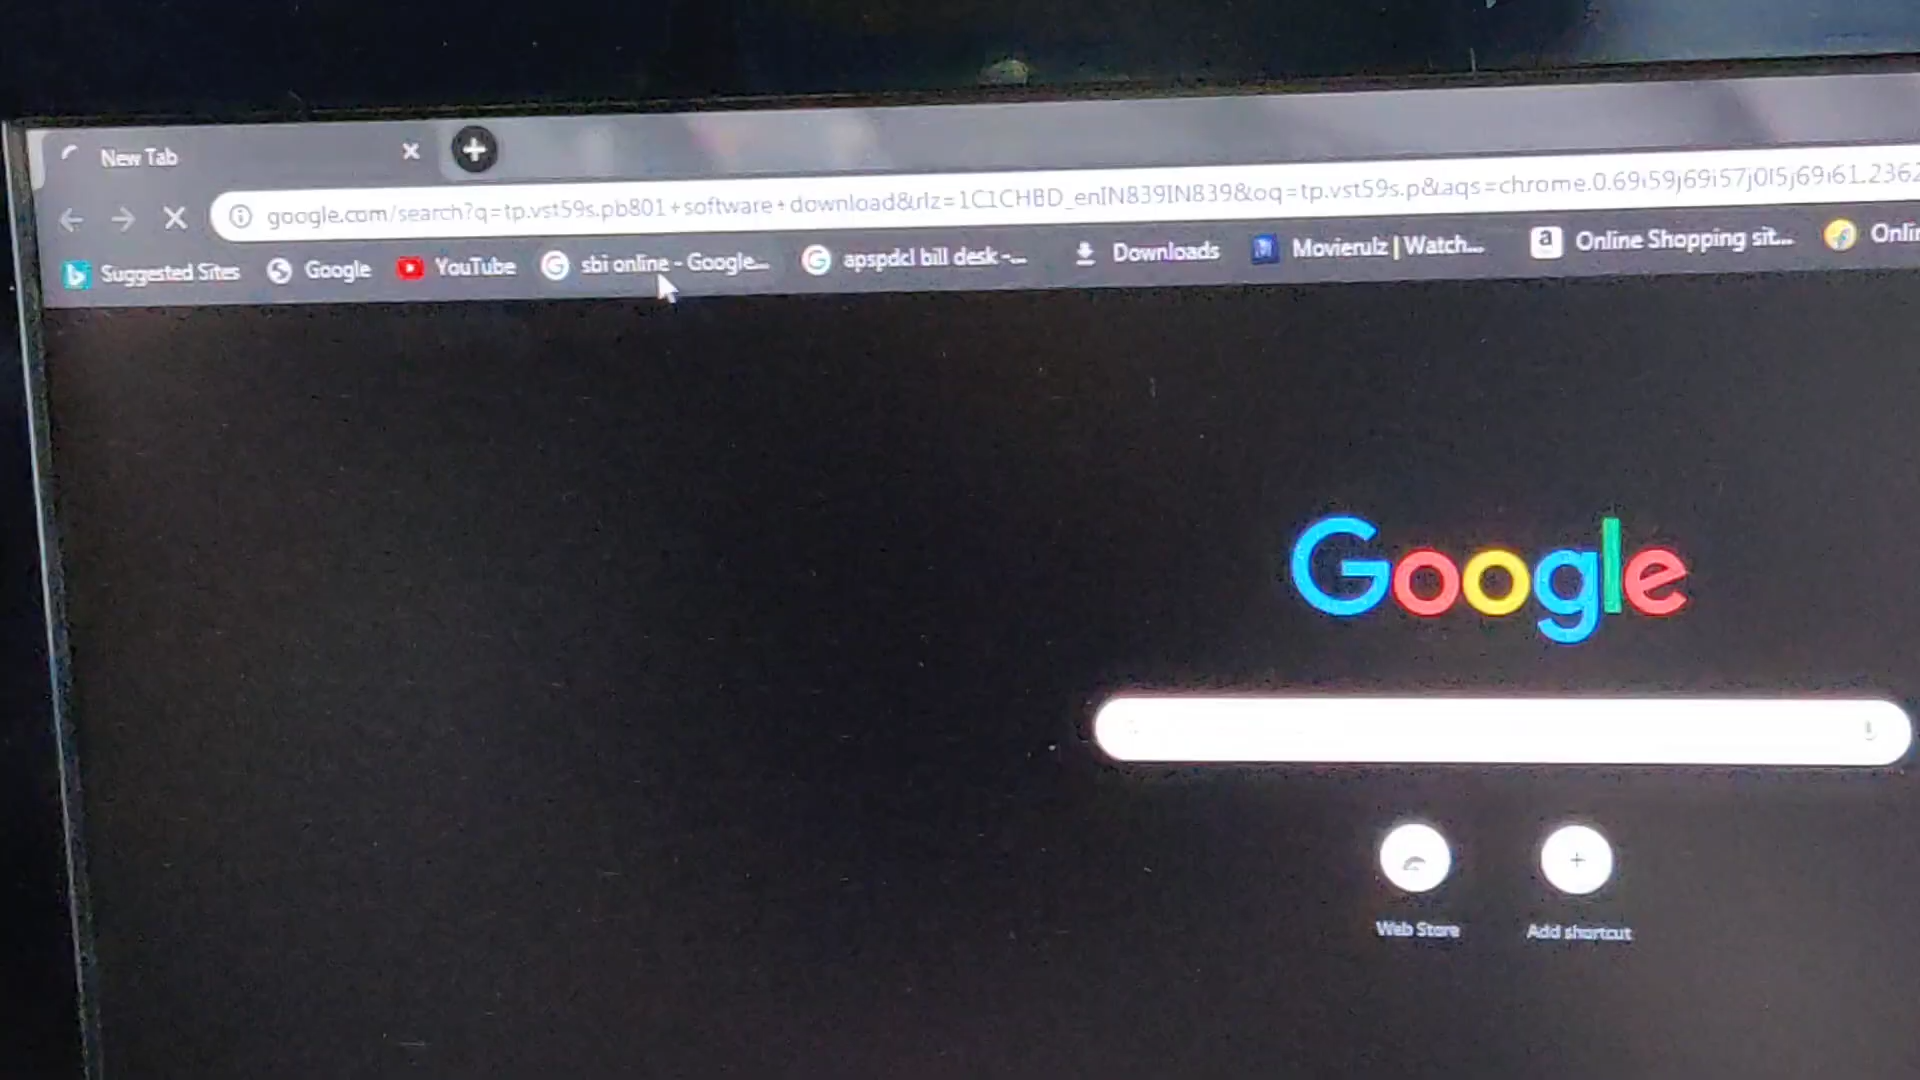 New Tab
google.com/search?q=tp.vst59s.pb801+software+download&rlz=1C1CHBD_enIN839IN839&oq=tp.vst59s.p&aqs=chrome.0.69i59j69i57j0l5j69i61.2362
Suggested Sites Google YouTube sbi online - Google... apspdcl bill desk -... Downloads Movierulz | Watch... Online Shopping sit... Onlin
Google
Web Store Add shortcut